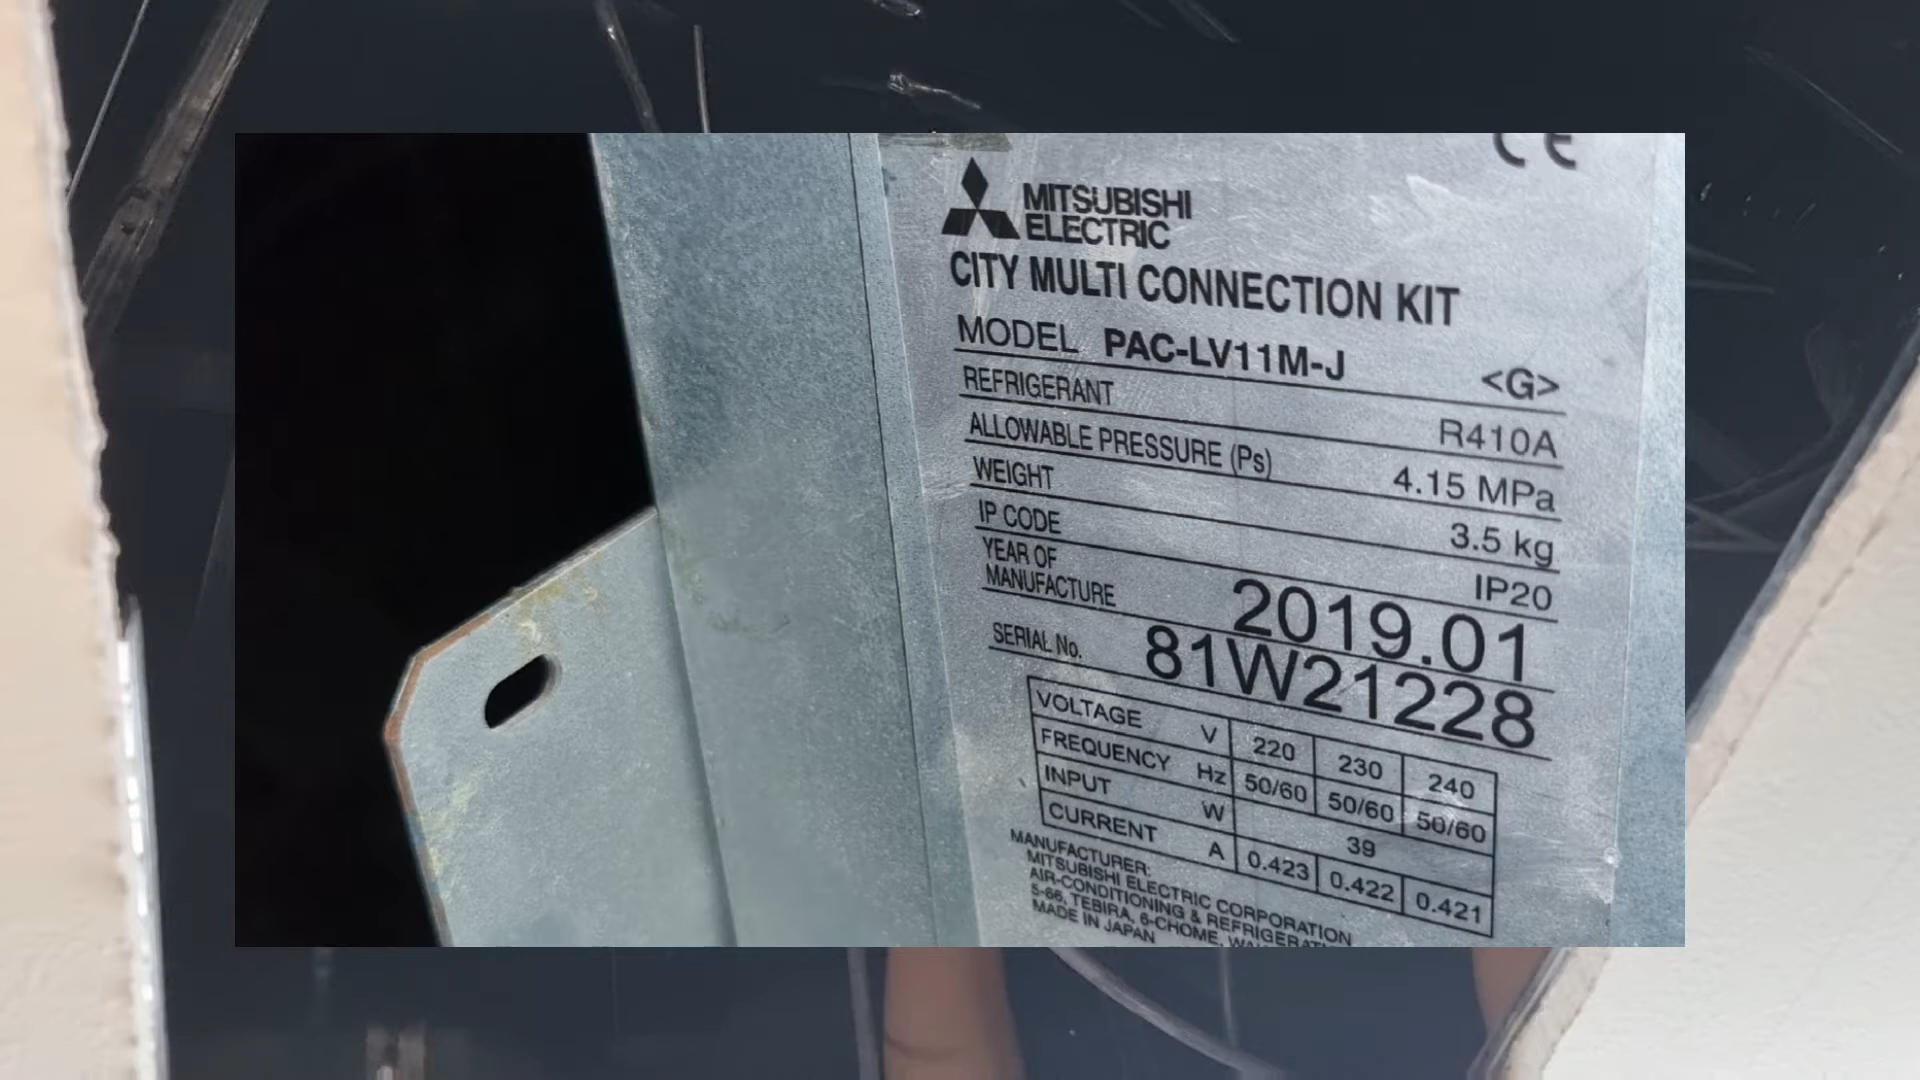 CE
MITSUBISHI
ELECTRIC
CITY MULTI CONNECTION KIT
MODEL PAC-LV11M-J <G>
REFRIGERANT R410A
ALLOWABLE PRESSURE (Ps) 4.15 MPa
WEIGHT 3.5 kg
IP CODE IP20
YEAR OF
MANUFACTURE 2019.01
SERIAL No. 81W21228
VOLTAGE V 220 230 240
FREQUENCY Hz 50/60 50/60 50/60
INPUT W 39
CURRENT A 0.423 0.422 0.421
MANUFACTURER:
MITSUBISHI ELECTRIC CORPORATION
AIR-CONDITIONING & REFRIGERATI
5-66, TEBIRA, 6-CHOME,
MADE IN JAPAN